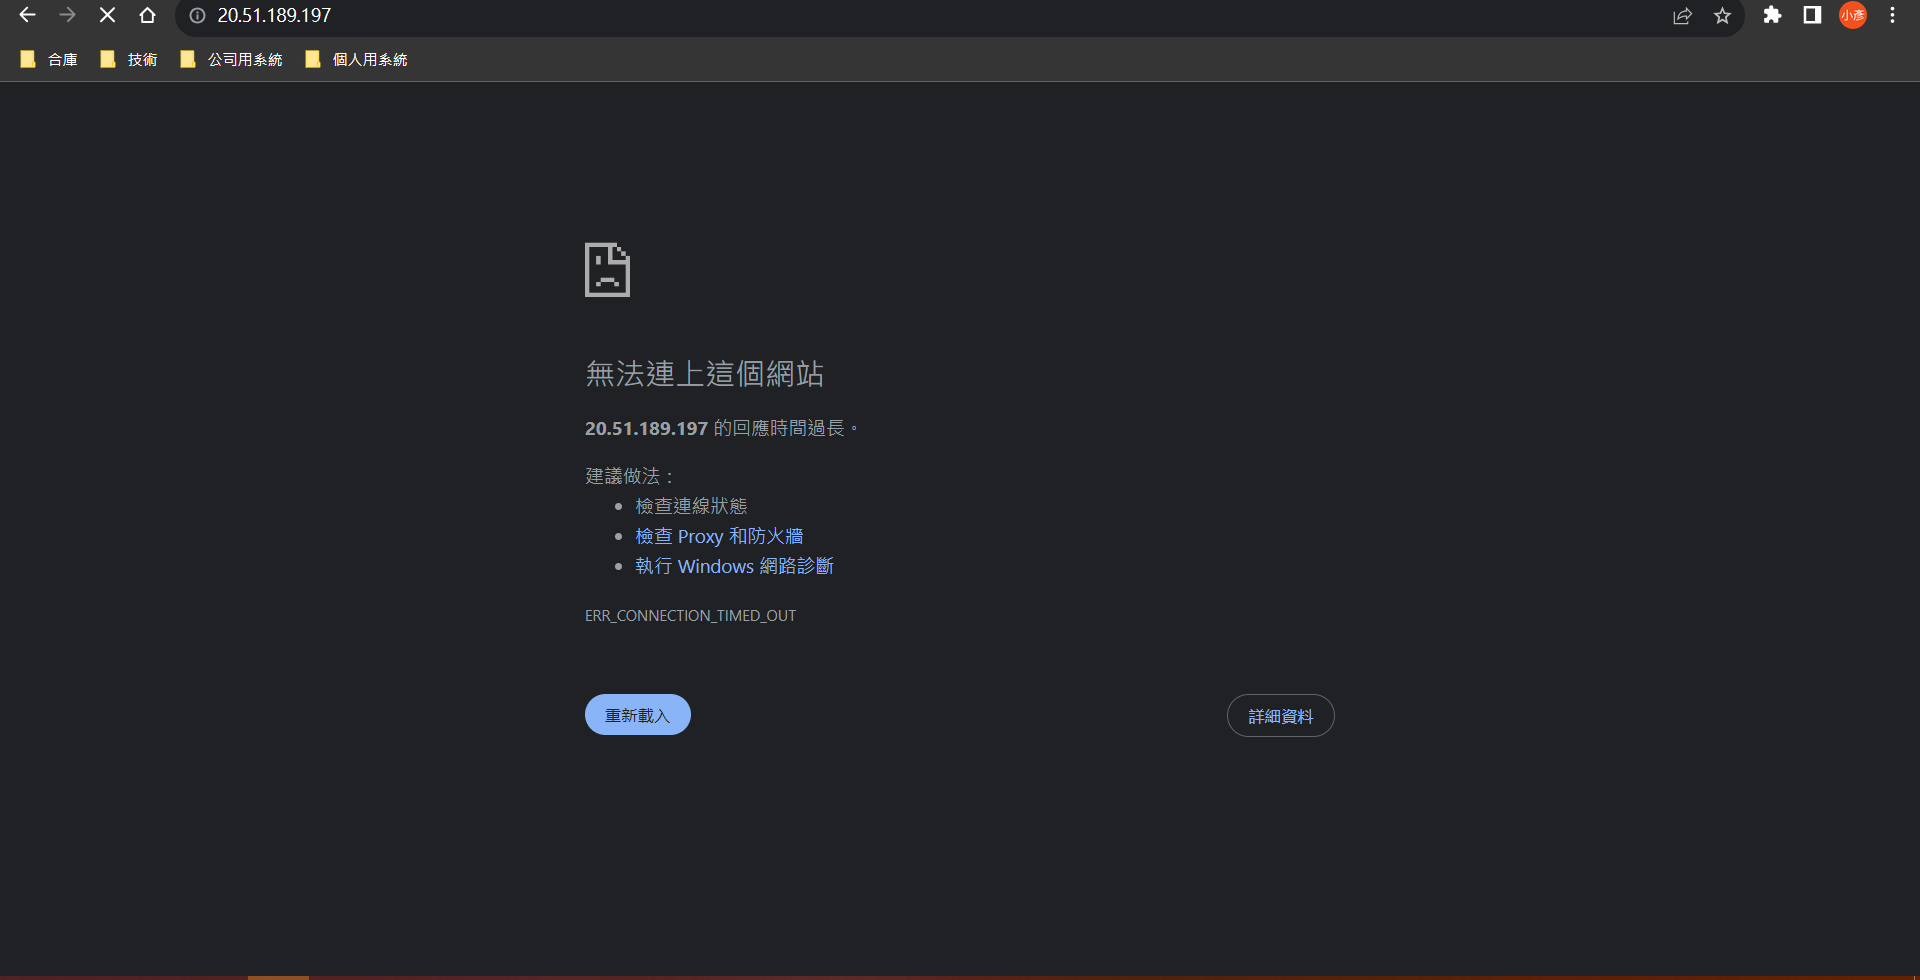 20.51.189.197
小彥
合庫 技術 公司用系統 個人用系統
無法連上這個網站
20.51.189.197 的回應時間過長。
建議做法：
檢查連線狀態
檢查 Proxy 和防火牆
執行 Windows 網路診斷
ERR_CONNECTION_TIMED_OUT
重新載入 詳細資料